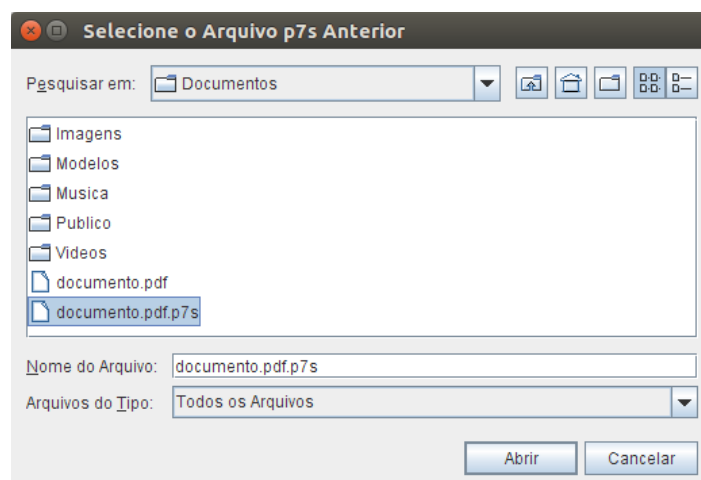 Selecione o Arquivo p7s Anterior
Pesquisar em: Documentos
Imagens
Modelos
Musica
Publico
Videos
documento.pdf
documento.pdf.p7s
Nome do Arquivo: documento.pdf.p7s
Arquivos do Tipo: Todos os Arquivos
Abrir Cancelar